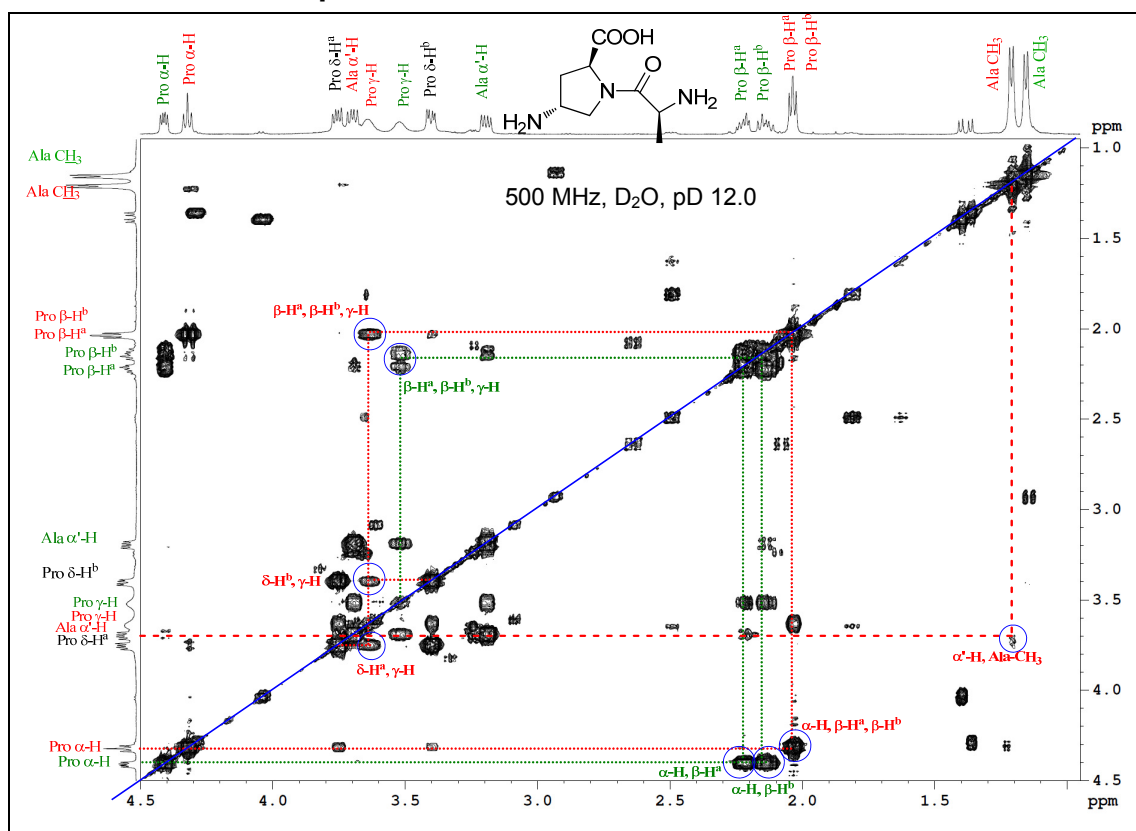 Pro α-H
Pro α-H
Pro δ-Hᵃ
Ala α'-H
Pro γ-H
Pro γ-H
Pro δ-Hᵇ
Ala α'-H
Pro β-Hᵃ
Pro β-Hᵇ
Pro β-Hᵃ
Pro β-Hᵇ
Ala CH₃
Ala CH₃
COOH
N
O
NH₂
H₂N
ppm
500 MHz, D₂O, pD 12.0
Ala CH₃
Ala CH₃
Pro β-Hᵇ
Pro β-Hᵃ
Pro β-Hᵇ
Pro β-Hᵃ
Ala α'-H
Pro δ-Hᵇ
Pro γ-H
Pro γ-H
Ala α'-H
Pro δ-Hᵃ
Pro α-H
Pro α-H
β-Hᵃ, β-Hᵇ, γ-H
β-Hᵃ, β-Hᵇ, γ-H
δ-Hᵇ, γ-H
δ-Hᵃ, γ-H
α'-H, Ala-CH₃
α-H, β-Hᵃ, β-Hᵇ
α-H, β-Hᵃ
α-H, β-Hᵇ
1.0
1.5
2.0
2.5
3.0
3.5
4.0
4.5
4.5 4.0 3.5 3.0 2.5 2.0 1.5 ppm